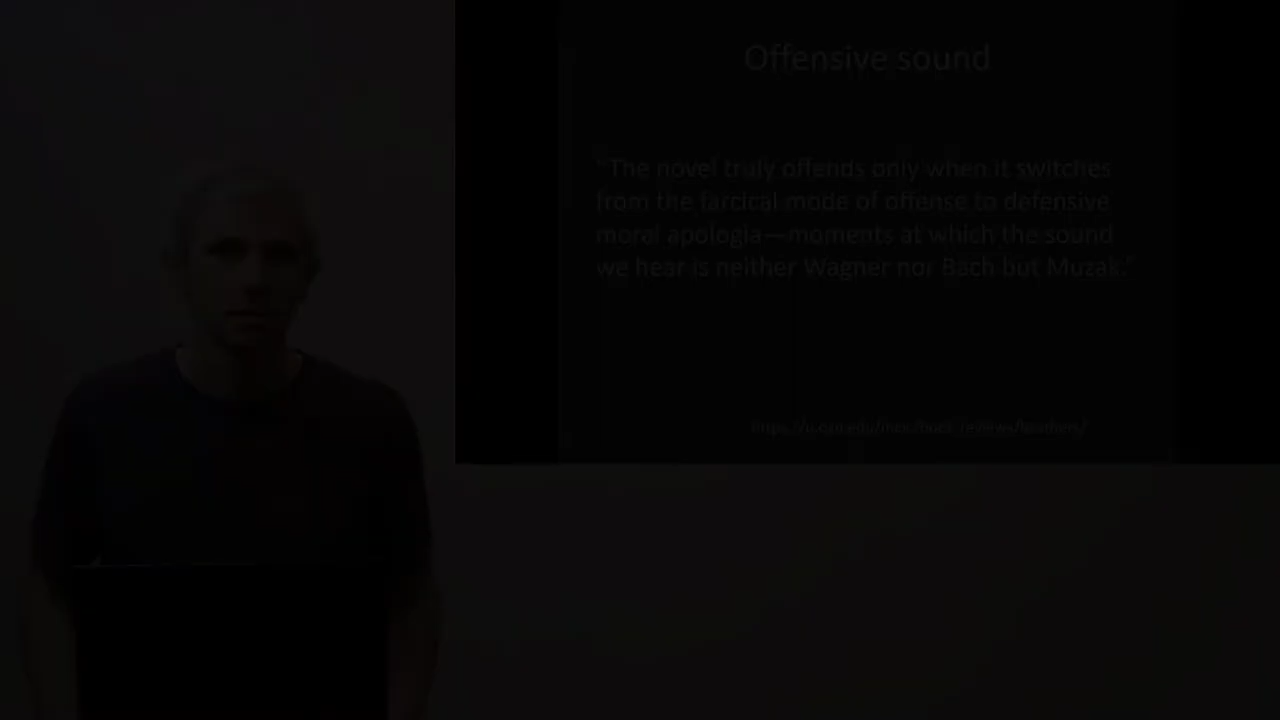 Offensive sound
"The novel truly offends only when it switches
from the farcical mode of offense to defensive
moral apologia—moments at which the sound
we hear is neither Wagner nor Bach but Muzak."